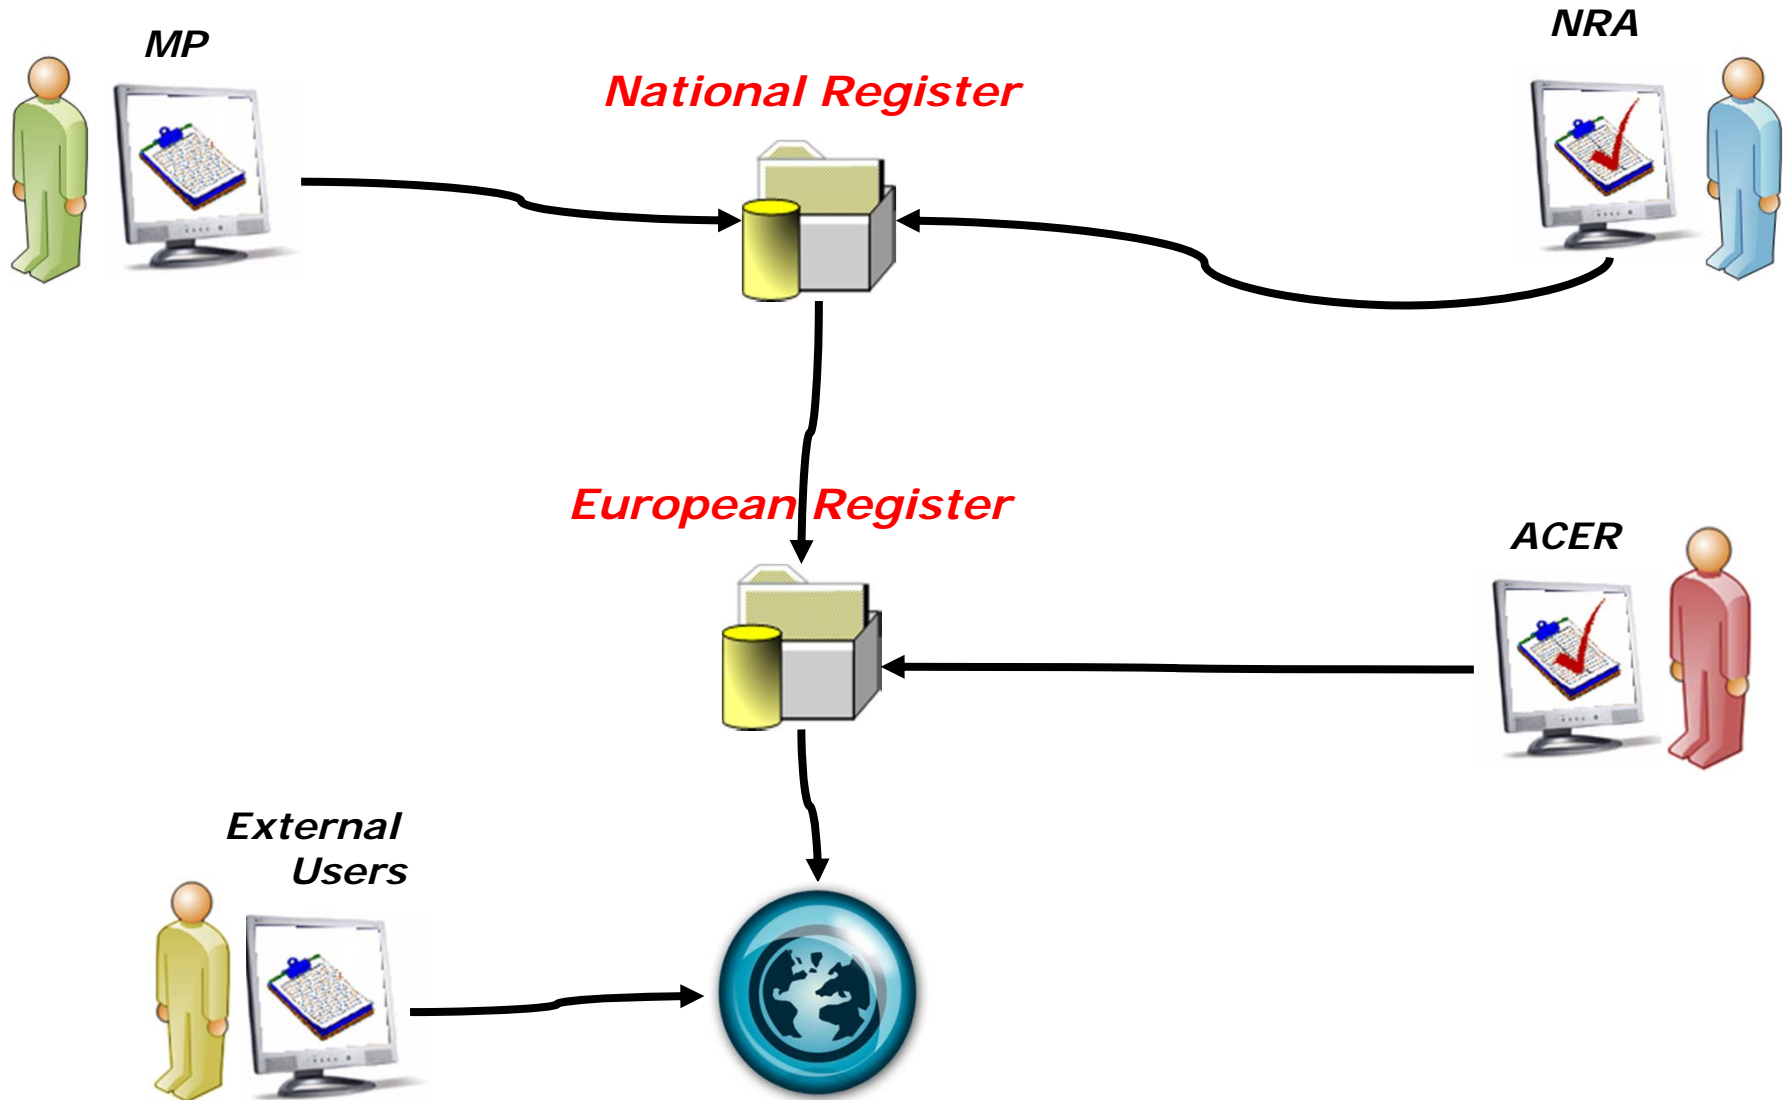 MP
NRA
National Register
European Register
ACER
External
Users